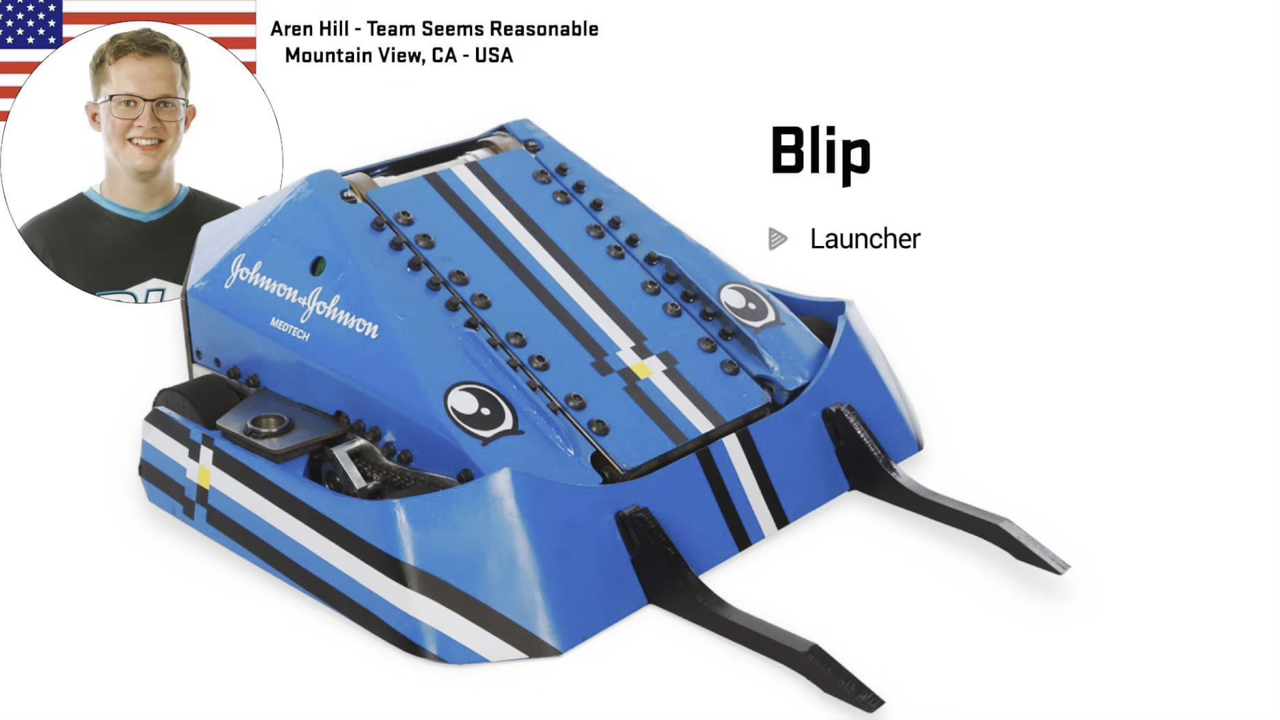 Aren Hill - Team Seems Reasonable
Mountain View, CA - USA
Blip
Launcher
Johnson&Johnson
MEDTECH